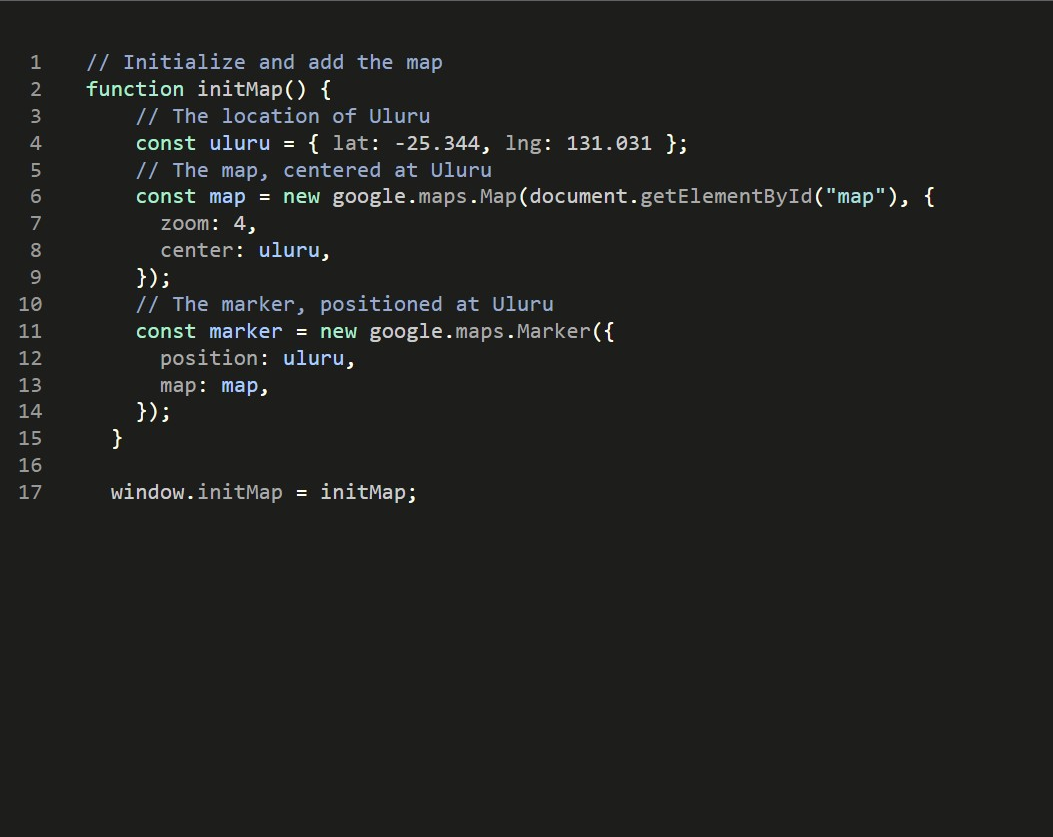 1 // Initialize and add the map
2 function initMap() {
3 // The location of Uluru
4 const uluru = { lat: -25.344, lng: 131.031 };
5 // The map, centered at Uluru
6 const map = new google.maps.Map(document.getElementById("map"), {
7 zoom: 4,
8 center: uluru,
9 });
10 // The marker, positioned at Uluru
11 const marker = new google.maps.Marker({
12 position: uluru,
13 map: map,
14 });
15 }
16
17 window.initMap = initMap;